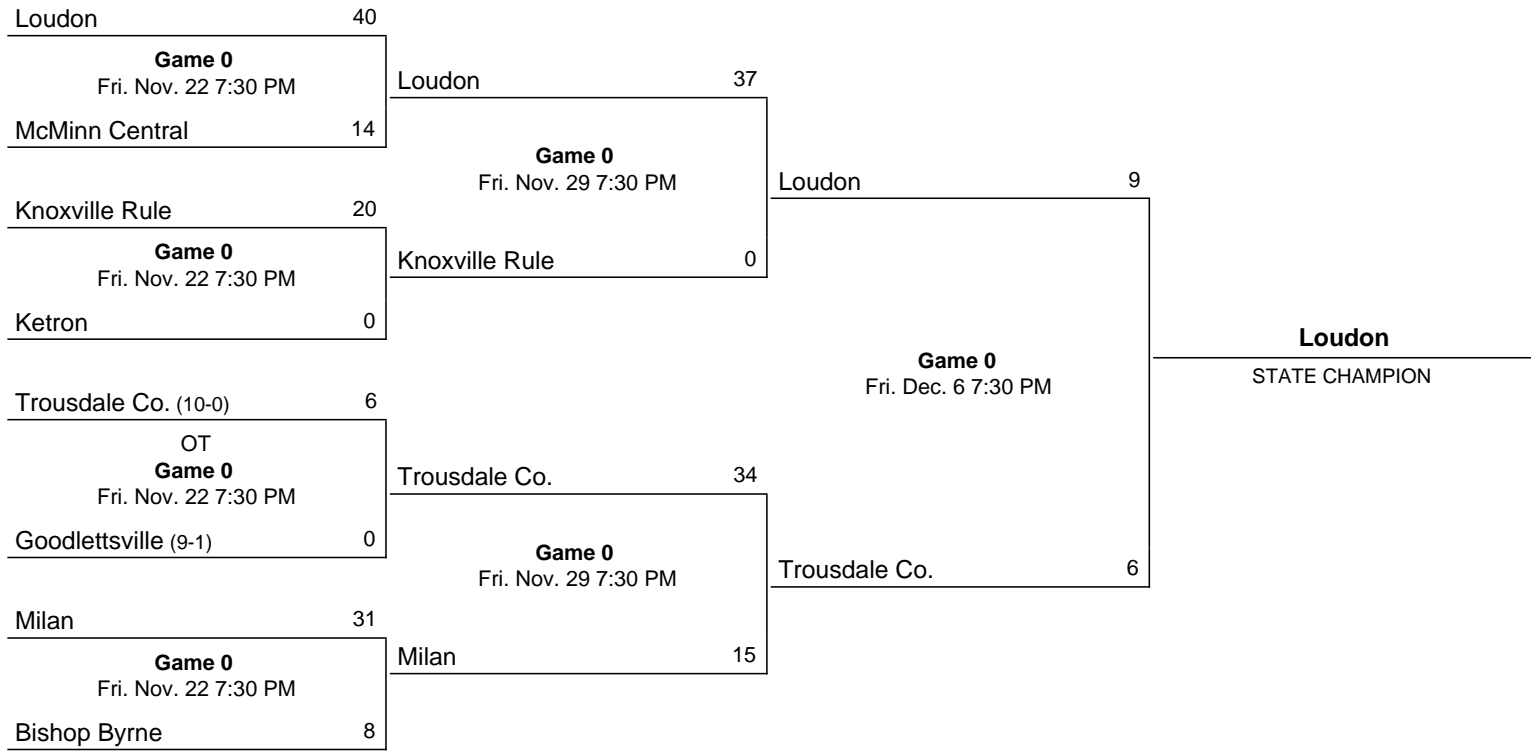 Loudon 40
Game 0
Fri. Nov. 22 7:30 PM
McMinn Central 14
Knoxville Rule 20
Game 0
Fri. Nov. 22 7:30 PM
Ketron 0
Trousdale Co. (10-0) 6
OT
Game 0
Fri. Nov. 22 7:30 PM
Goodlettsville (9-1) 0
Milan 31
Game 0
Fri. Nov. 22 7:30 PM
Bishop Byrne 8
Loudon 37
Game 0
Fri. Nov. 29 7:30 PM
Knoxville Rule 0
Trousdale Co. 34
Game 0
Fri. Nov. 29 7:30 PM
Milan 15
Loudon 9
Game 0
Fri. Dec. 6 7:30 PM
Trousdale Co. 6
Loudon
STATE CHAMPION